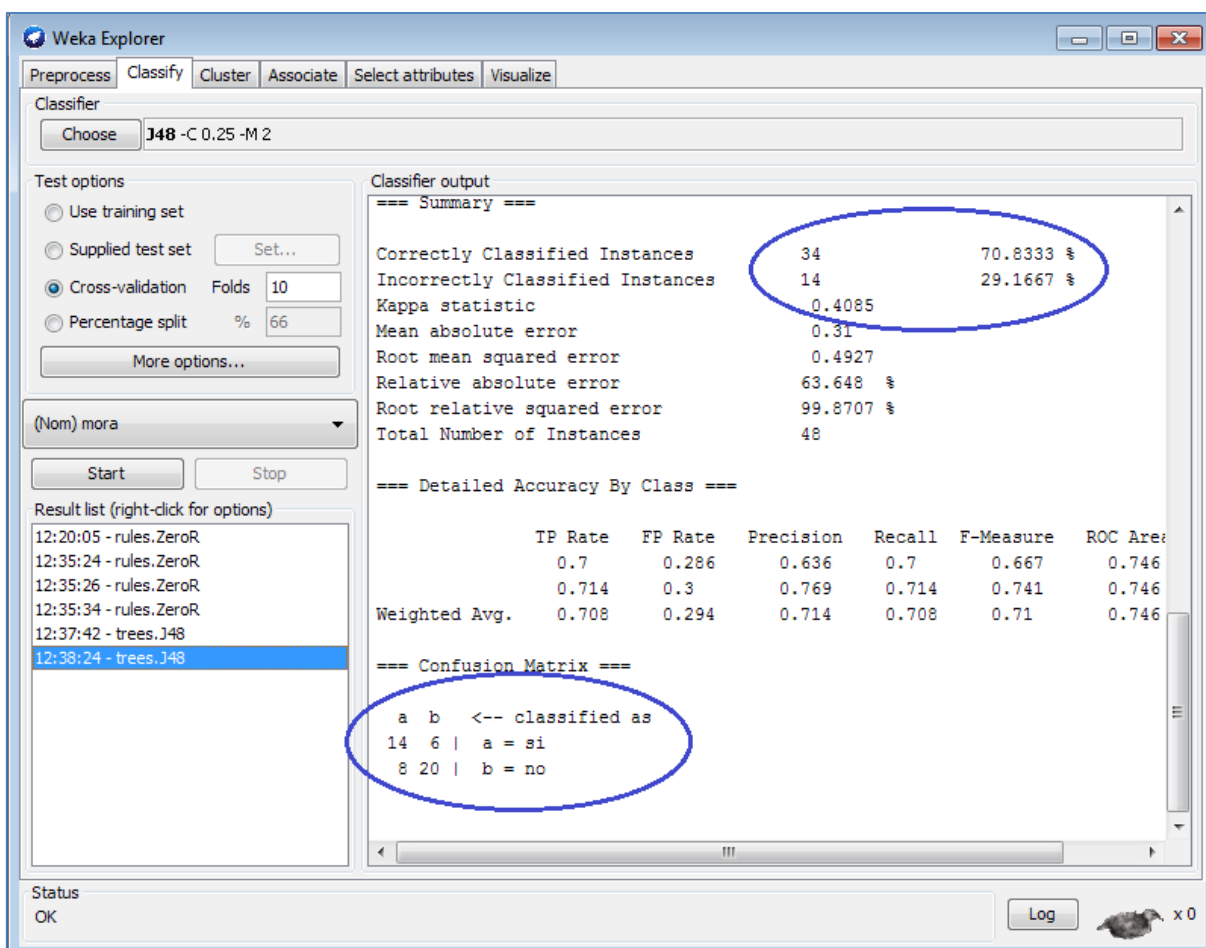 Weka Explorer
Preprocess Classify Cluster Associate Select attributes Visualize
Classifier
Choose J48 -C 0.25 -M 2
Test options
Use training set
Supplied test set Set...
Cross-validation Folds 10
Percentage split % 66
More options...
(Nom) mora
Start Stop
Result list (right-click for options)
12:20:05 - rules.ZeroR
12:35:24 - rules.ZeroR
12:35:26 - rules.ZeroR
12:35:34 - rules.ZeroR
12:37:42 - trees.J48
12:38:24 - trees.J48
Classifier output
=== Summary ===
Correctly Classified Instances 34 70.8333 %
Incorrectly Classified Instances 14 29.1667 %
Kappa statistic 0.4085
Mean absolute error 0.31
Root mean squared error 0.4927
Relative absolute error 63.648 %
Root relative squared error 99.8707 %
Total Number of Instances 48
=== Detailed Accuracy By Class ===
TP Rate FP Rate Precision Recall F-Measure ROC Area
0.7 0.286 0.636 0.7 0.667 0.746
0.714 0.3 0.769 0.714 0.741 0.746
Weighted Avg. 0.708 0.294 0.714 0.708 0.71 0.746
=== Confusion Matrix ===
a b <-- classified as
14 6 | a = si
8 20 | b = no
Status
OK
Log x 0